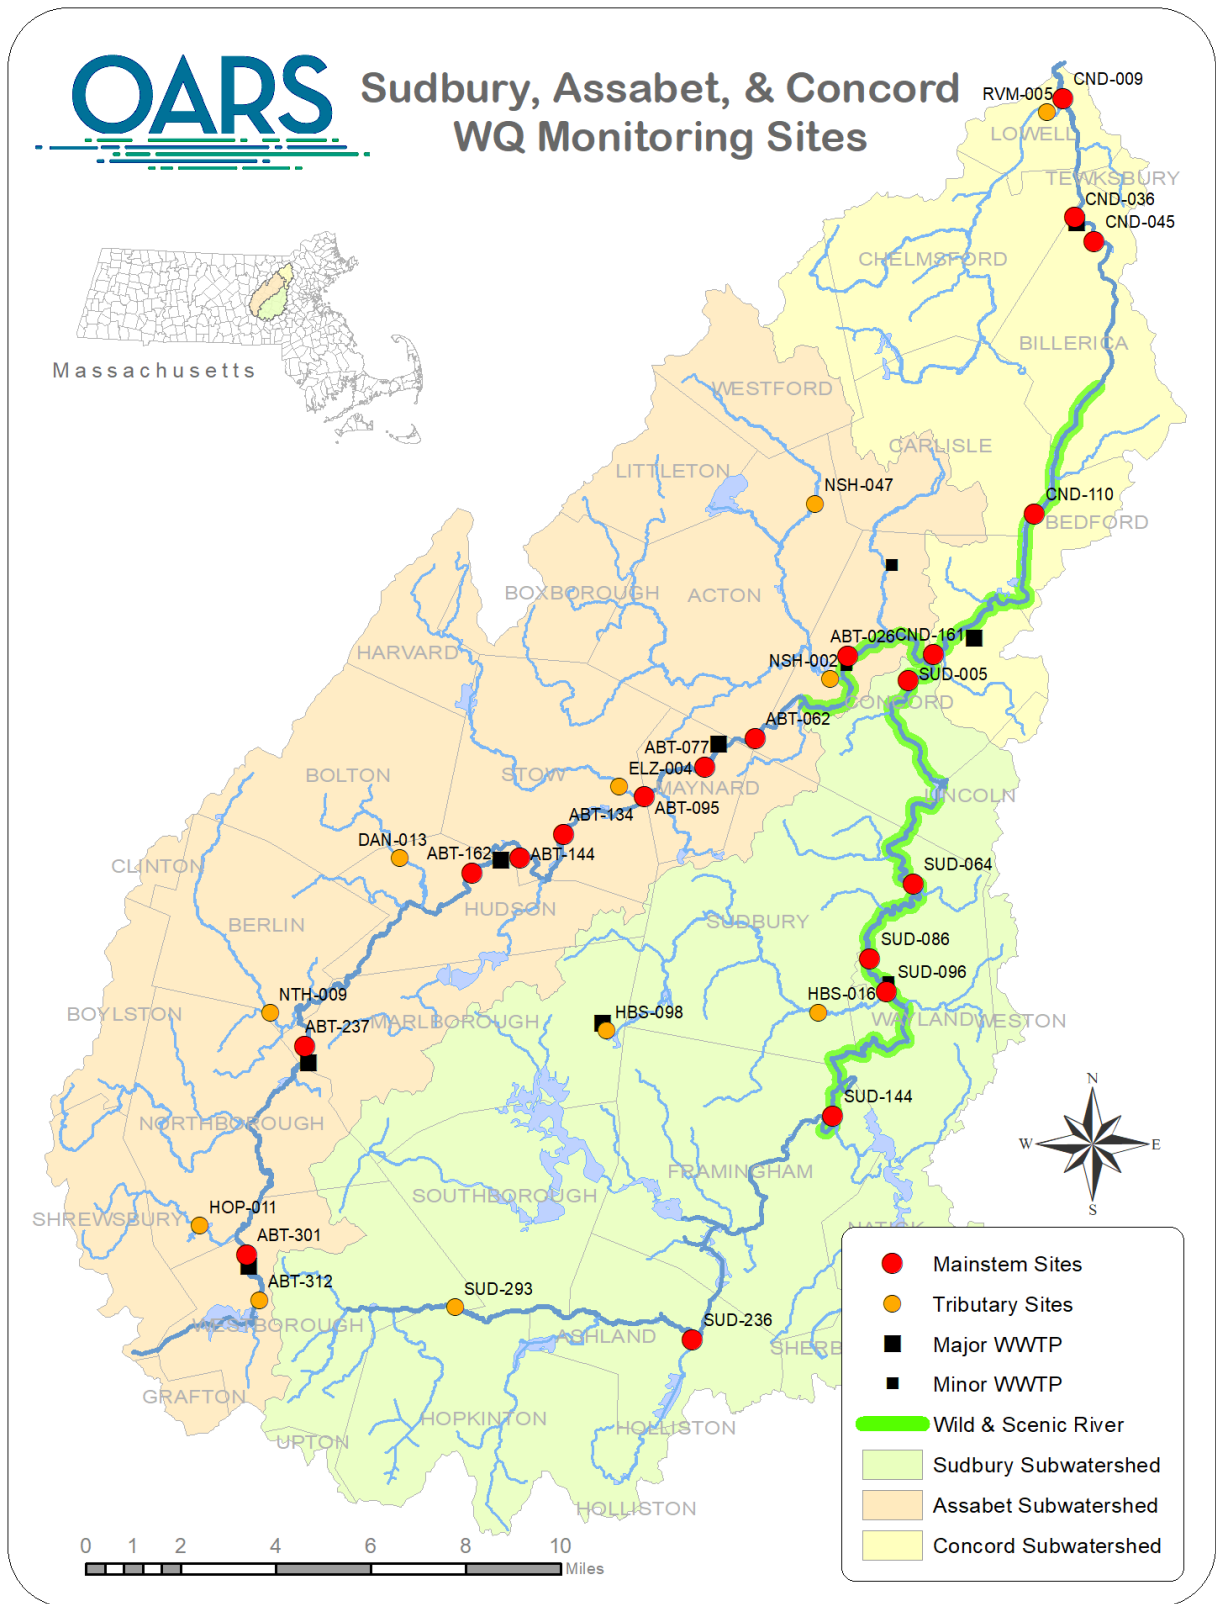 OARS
Sudbury, Assabet, & Concord
WQ Monitoring Sites
CND-009
RVM-005
LOWELL
TEWKSBURY
CND-036
CND-045
CHELMSFORD
BILLERICA
Massachusetts
WESTFORD
CARLISLE
LITTLETON
NSH-047
CND-110
BEDFORD
BOXBOROUGH
ACTON
ABT-026
CND-161
HARVARD
NSH-002
SUD-005
CONCORD
ABT-062
ABT-077
ELZ-004
BOLTON
STOW
MAYNARD
LINCOLN
ABT-095
ABT-134
DAN-013
ABT-162
ABT-144
CLINTON
SUD-064
HUDSON
BERLIN
SUDBURY
SUD-086
SUD-096
NTH-009
HBS-016
BOYLSTON
ABT-237
MARLBOROUGH
HBS-098
WAYLAND
WESTON
SUD-144
NORTHBOROUGH
FRAMINGHAM
SOUTHBOROUGH
HOP-011
SHREWSBURY
NATICK
ABT-301
ABT-312
SUD-293
WESTBOROUGH
SUD-236
ASHLAND
SHERB
GRAFTON
HOPKINTON
HOLLISTON
UPTON
HOLLISTON
N
W
E
S
Mainstem Sites
Tributary Sites
Major WWTP
Minor WWTP
Wild & Scenic River
Sudbury Subwatershed
Assabet Subwatershed
Concord Subwatershed
0 1 2 4 6 8 10
Miles